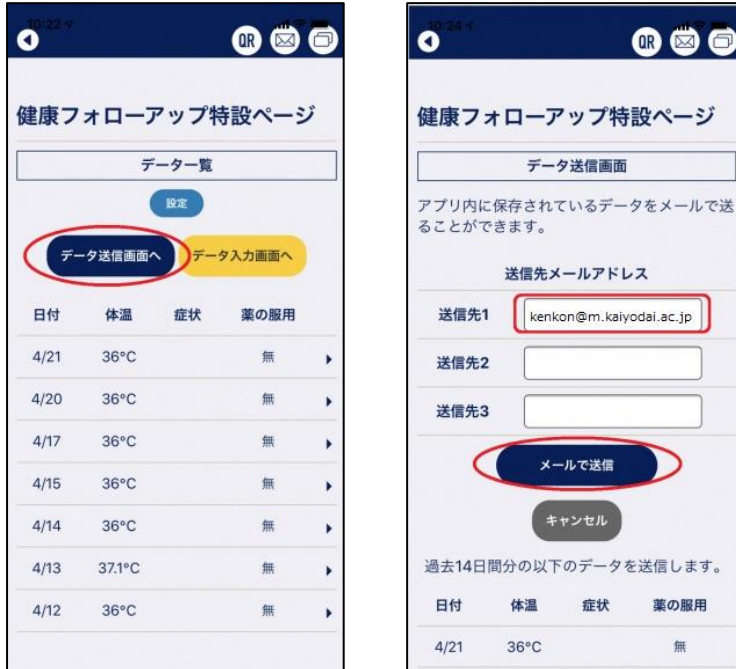 10:22
QR
健康フォローアップ特設ページ
データ一覧
設定
データ送信画面へ
データ入力画面へ
日付 体温 症状 薬の服用
4/21 36°C 無
4/20 36°C 無
4/17 36°C 無
4/15 36°C 無
4/14 36°C 無
4/13 37.1°C 無
4/12 36°C 無
10:24
QR
健康フォローアップ特設ページ
データ送信画面
アプリ内に保存されているデータをメールで送
ることができます。
送信先メールアドレス
送信先1 kenkon@m.kaiyodai.ac.jp
送信先2
送信先3
メールで送信
キャンセル
過去14日間分の以下のデータを送信します。
日付 体温 症状 薬の服用
4/21 36°C 無